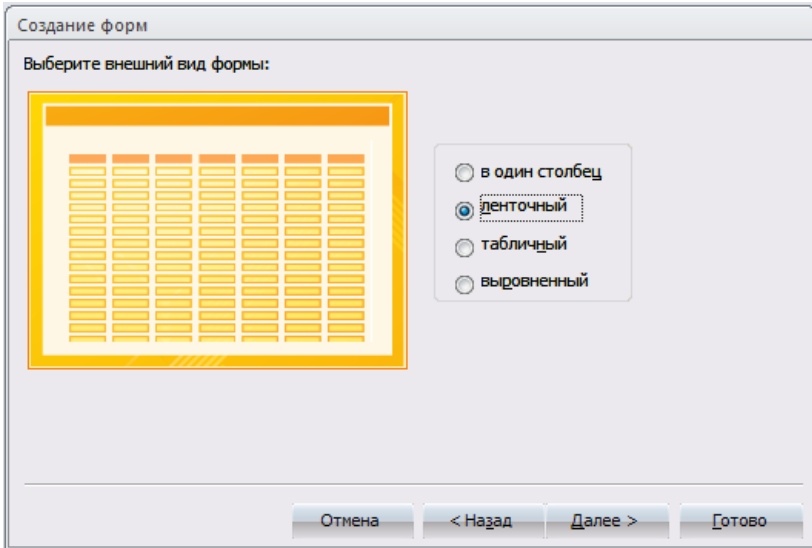 Создание форм
Выберите внешний вид формы:
в один столбец
ленточный
табличный
выровненный
Отмена
< Назад
Далее >
Готово